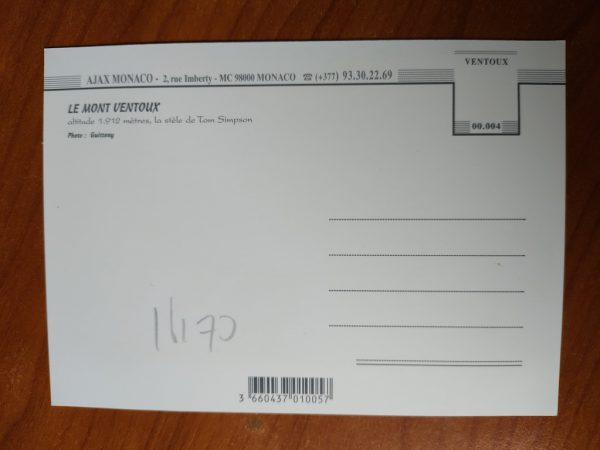 AJAX MONACO - 2, rue Imberty - MC 98000 MONACO ☎ (+377) 93.30.22.69
VENTOUX
00.004
LE MONT VENTOUX
altitude 1.912 mètres, la stèle de Tom Simpson
Photo : Guitteny
3 660437 010057